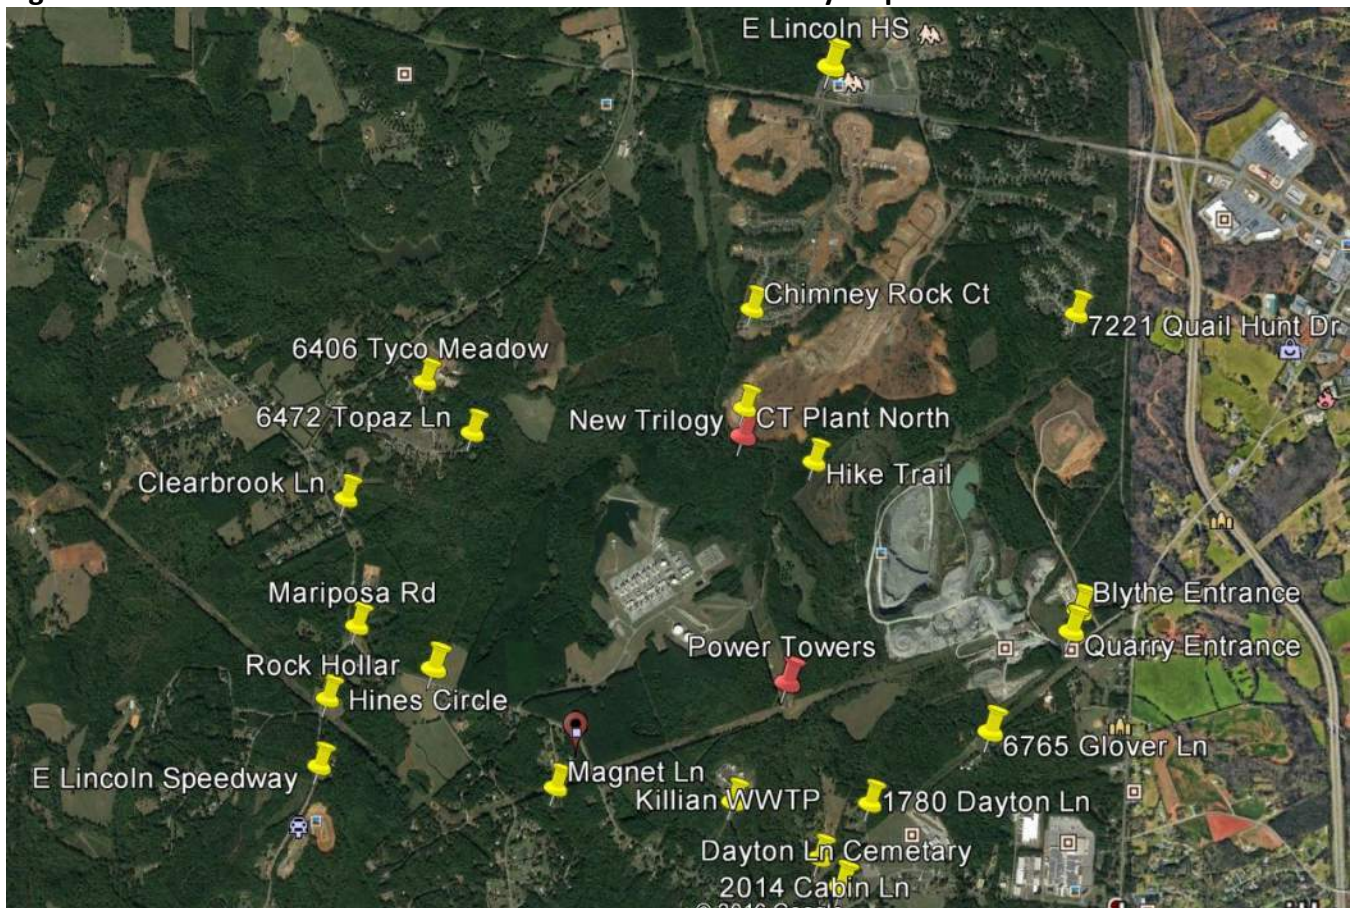 E Lincoln HS
Chimney Rock Ct
7221 Quail Hunt Dr
6406 Tyco Meadow
6472 Topaz Ln
New Trilogy
CT Plant North
Hike Trail
Clearbrook Ln
Mariposa Rd
Blythe Entrance
Quarry Entrance
Power Towers
Rock Hollar
Hines Circle
6765 Glover Ln
E Lincoln Speedway
Magnet Ln
Killian WWTP
1780 Dayton Ln
Dayton Ln Cemetary
2014 Cabin Ln